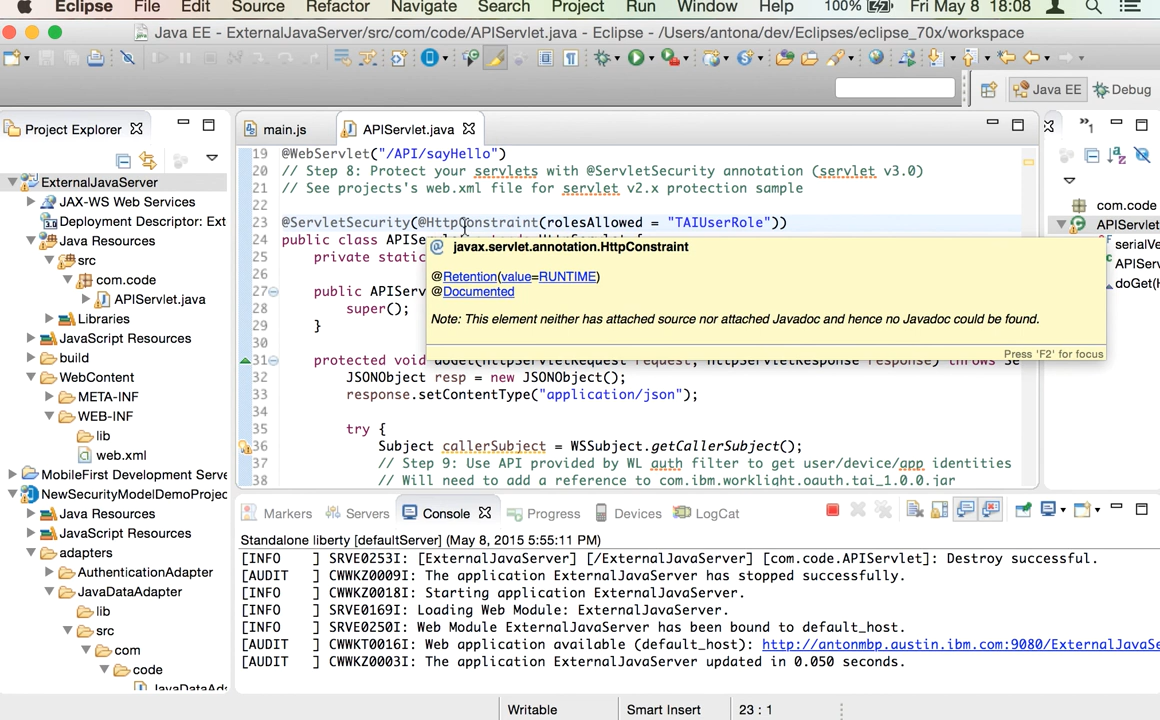 Eclipse File Edit Source Refactor Navigate Search Project Run Window Help 100% Fri May 8 18:08
Java EE - ExternalJavaServer/src/com/code/APIServlet.java - Eclipse - /Users/antona/dev/Eclipses/eclipse_70x/workspace
Java EE Debug
Project Explorer
ExternalJavaServer
JAX-WS Web Services
Deployment Descriptor: Ext
Java Resources
src
com.code
APIServlet.java
Libraries
JavaScript Resources
build
WebContent
META-INF
WEB-INF
lib
web.xml
MobileFirst Development Serve
NewSecurityModelDemoProjec
Java Resources
JavaScript Resources
adapters
AuthenticationAdapter
JavaDataAdapter
lib
src
com
code
JavaDataAda
main.js APIServlet.java
19 @WebServlet("/API/sayHello")
20 // Step 8: Protect your servlets with @ServletSecurity annotation (servlet v3.0)
21 // See projects's web.xml file for servlet v2.x protection sample
22
23 @ServletSecurity(@HttpConstraint(rolesAllowed = "TAIUserRole"))
24 public class APISe
25 private static
26
27 public APIServ
28 super();
29 }
30
31 protected void doGet(HttpServletRequest request, HttpServletResponse response) throws Se
32 JSONObject resp = new JSONObject();
33 response.setContentType("application/json");
34
35 try {
36 Subject callerSubject = WSSubject.getCallerSubject();
37 // Step 9: Use API provided by WL auth filter to get user/device/app identities
38 // Will need to add a reference to com.ibm.worklight.oauth.tai_1.0.0.jar
@ javax.servlet.annotation.HttpConstraint
@Retention(value=RUNTIME)
@Documented
Note: This element neither has attached source nor attached Javadoc and hence no Javadoc could be found.
Press 'F2' for focus
1
com.code
APIServlet
serialVe
APIServ
doGet(H
Markers Servers Console Progress Devices LogCat
Standalone liberty [defaultServer] (May 8, 2015 5:55:11 PM)
[INFO ] SRVE0253I: [ExternalJavaServer] [/ExternalJavaServer] [com.code.APIServlet]: Destroy successful.
[AUDIT ] CWWKZ0009I: The application ExternalJavaServer has stopped successfully.
[AUDIT ] CWWKZ0018I: Starting application ExternalJavaServer.
[INFO ] SRVE0169I: Loading Web Module: ExternalJavaServer.
[INFO ] SRVE0250I: Web Module ExternalJavaServer has been bound to default_host.
[AUDIT ] CWWKT0016I: Web application available (default_host): http://antonmbp.austin.ibm.com:9080/ExternalJavaSe
[AUDIT ] CWWKZ0003I: The application ExternalJavaServer updated in 0.050 seconds.
Writable Smart Insert 23 : 1